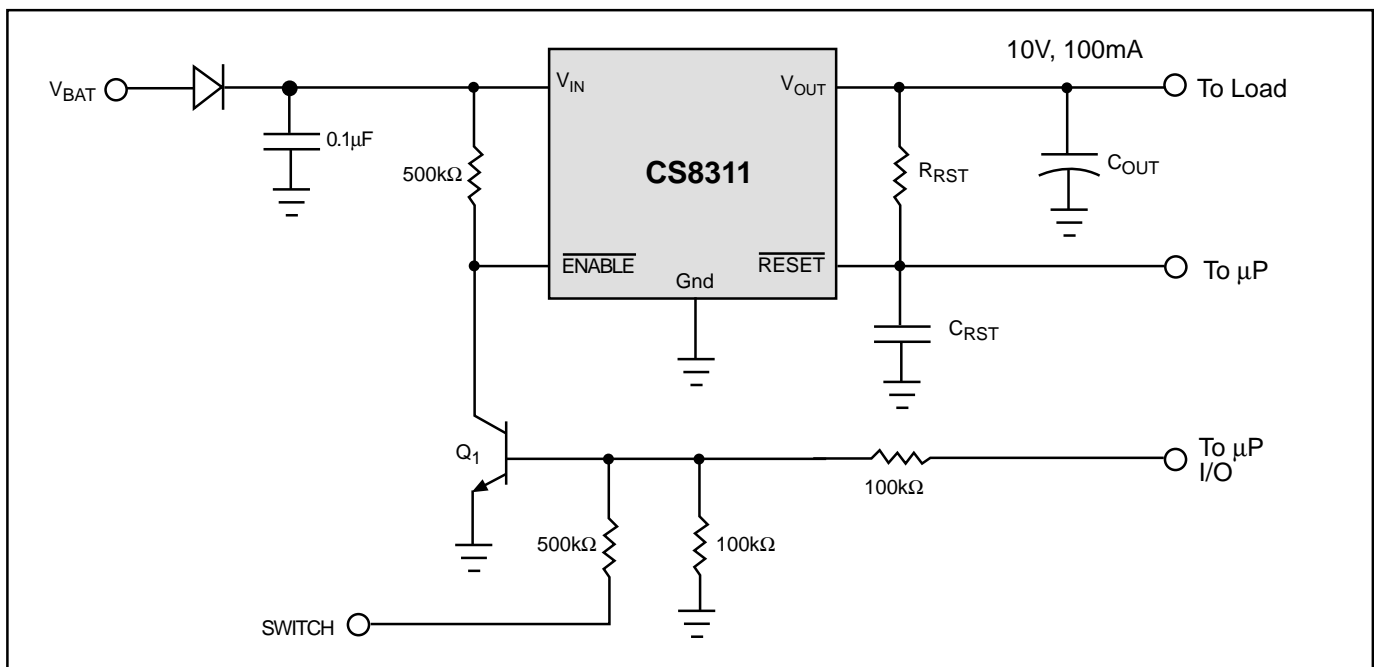 10V, 100mA
V_BAT
V_IN
V_OUT
To Load
0.1µF
500kΩ
CS8311
R_RST
C_OUT
ENABLE
RESET
To µP
Gnd
C_RST
Q_1
To µP
I/O
100kΩ
500kΩ
100kΩ
SWITCH